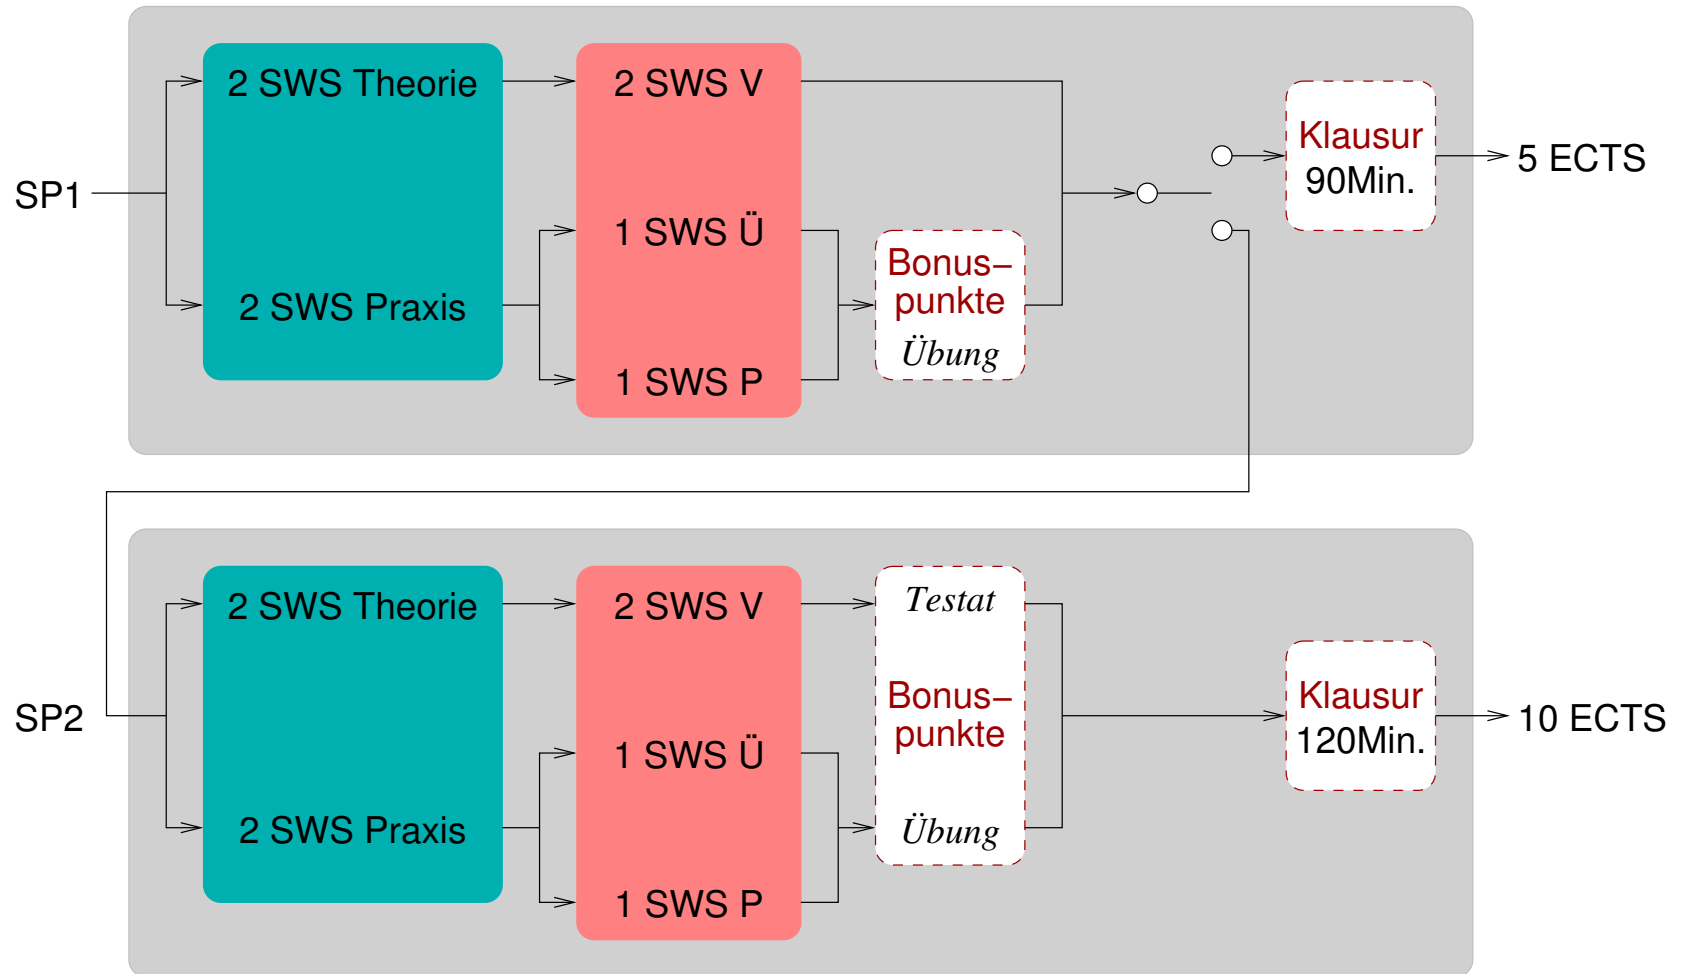 SP1
2 SWS Theorie
2 SWS Praxis
2 SWS V
1 SWS Ü
1 SWS P
Bonus–
punkte
Übung
Klausur
90Min.
5 ECTS
SP2
2 SWS Theorie
2 SWS Praxis
2 SWS V
1 SWS Ü
1 SWS P
Testat
Bonus–
punkte
Übung
Klausur
120Min.
10 ECTS